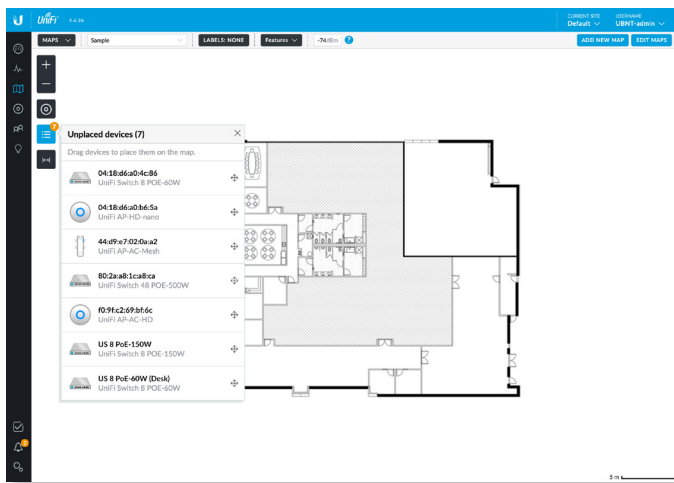 UniFi 5.6.26
CURRENT SITE
Default
USERNAME
UBNT-admin
MAPS
Sample
LABELS: NONE
Features
-74dBm
?
ADD NEW MAP
EDIT MAPS
7
Unplaced devices (7)
Drag devices to place them on the map.
04:18:d6:a0:4c:86
UniFi Switch 8 POE-60W
04:18:d6:a0:b6:5a
UniFi AP-HD-nano
44:d9:e7:02:0a:a2
UniFi AP-AC-Mesh
80:2a:a8:1c:a8:ca
UniFi Switch 48 POE-500W
f0:9f:c2:69:bf:6c
UniFi AP-AC-HD
US 8 PoE-150W
UniFi Switch 8 POE-150W
US 8 PoE-60W (Desk)
UniFi Switch 8 POE-60W
5 m